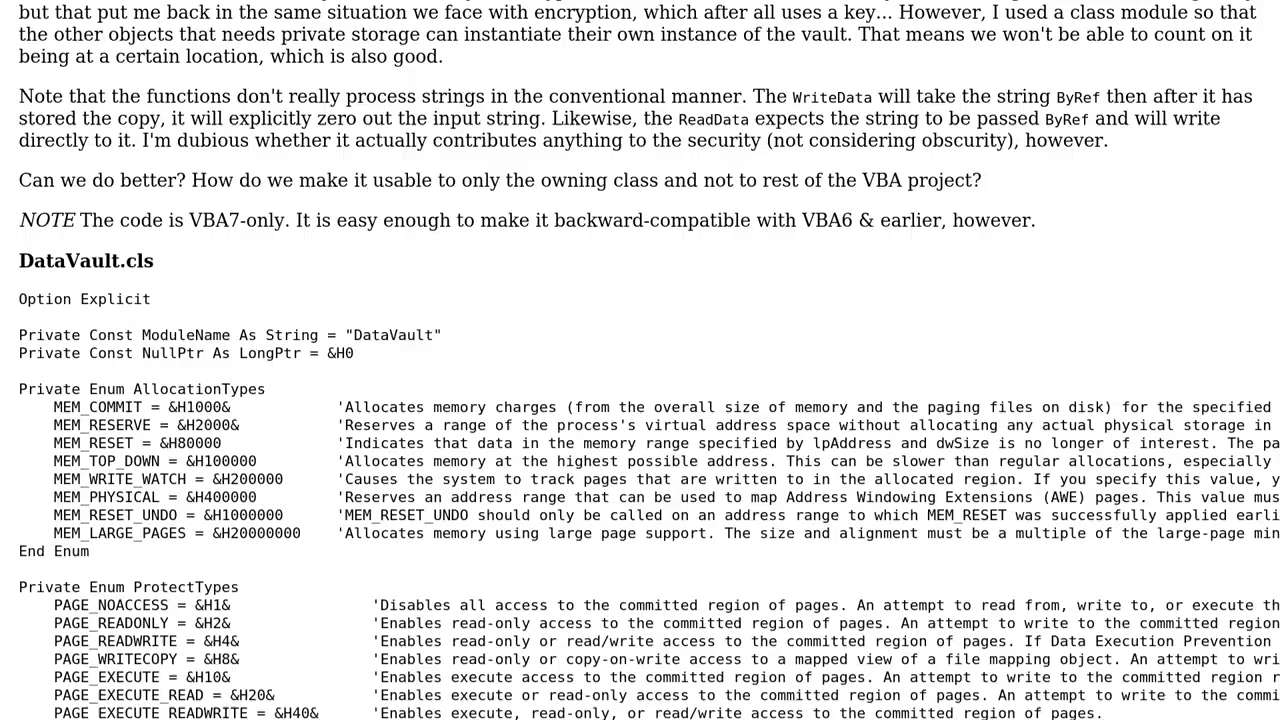 but that put me back in the same situation we face with encryption, which after all uses a key... However, I used a class module so that
the other objects that needs private storage can instantiate their own instance of the vault. That means we won't be able to count on it
being at a certain location, which is also good.
Note that the functions don't really process strings in the conventional manner. The WriteData will take the string ByRef then after it has
stored the copy, it will explicitly zero out the input string. Likewise, the ReadData expects the string to be passed ByRef and will write
directly to it. I'm dubious whether it actually contributes anything to the security (not considering obscurity), however.
Can we do better? How do we make it usable to only the owning class and not to rest of the VBA project?
NOTE The code is VBA7-only. It is easy enough to make it backward-compatible with VBA6 & earlier, however.
DataVault.cls
Option Explicit
Private Const ModuleName As String = "DataVault"
Private Const NullPtr As LongPtr = &H0
Private Enum AllocationTypes
MEM_COMMIT = &H1000& 'Allocates memory charges (from the overall size of memory and the paging files on disk) for the specified
MEM_RESERVE = &H2000& 'Reserves a range of the process's virtual address space without allocating any actual physical storage in
MEM_RESET = &H80000 'Indicates that data in the memory range specified by lpAddress and dwSize is no longer of interest. The pa
MEM_TOP_DOWN = &H100000 'Allocates memory at the highest possible address. This can be slower than regular allocations, especially
MEM_WRITE_WATCH = &H200000 'Causes the system to track pages that are written to in the allocated region. If you specify this value, y
MEM_PHYSICAL = &H400000 'Reserves an address range that can be used to map Address Windowing Extensions (AWE) pages. This value mus
MEM_RESET_UNDO = &H1000000 'MEM_RESET_UNDO should only be called on an address range to which MEM_RESET was successfully applied earli
MEM_LARGE_PAGES = &H20000000 'Allocates memory using large page support. The size and alignment must be a multiple of the large-page min
End Enum
Private Enum ProtectTypes
PAGE_NOACCESS = &H1& 'Disables all access to the committed region of pages. An attempt to read from, write to, or execute th
PAGE_READONLY = &H2& 'Enables read-only access to the committed region of pages. An attempt to write to the committed region
PAGE_READWRITE = &H4& 'Enables read-only or read/write access to the committed region of pages. If Data Execution Prevention
PAGE_WRITECOPY = &H8& 'Enables read-only or copy-on-write access to a mapped view of a file mapping object. An attempt to wri
PAGE_EXECUTE = &H10& 'Enables execute access to the committed region of pages. An attempt to write to the committed region r
PAGE_EXECUTE_READ = &H20& 'Enables execute or read-only access to the committed region of pages. An attempt to write to the commi
PAGE_EXECUTE_READWRITE = &H40& 'Enables execute, read-only, or read/write access to the committed region of pages.